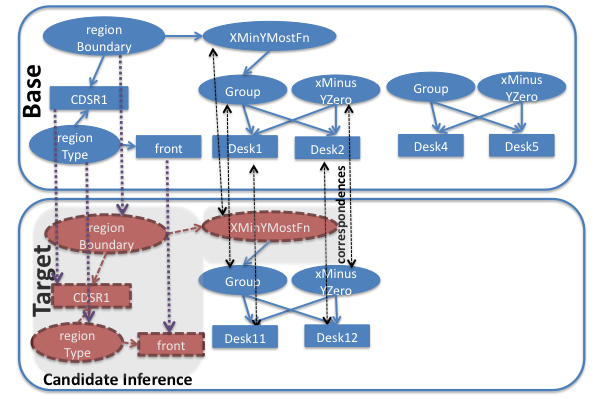 Base
region
Boundary
XMinYMostFn
CDSR1
Group
xMinus
YZero
Group
xMinus
YZero
region
Type
front
Desk1
Desk2
Desk4
Desk5
correspondences
Target
region
Boundary
XMinYMostFn
CDSR1
Group
xMinus
YZero
region
Type
front
Desk11
Desk12
Candidate Inference